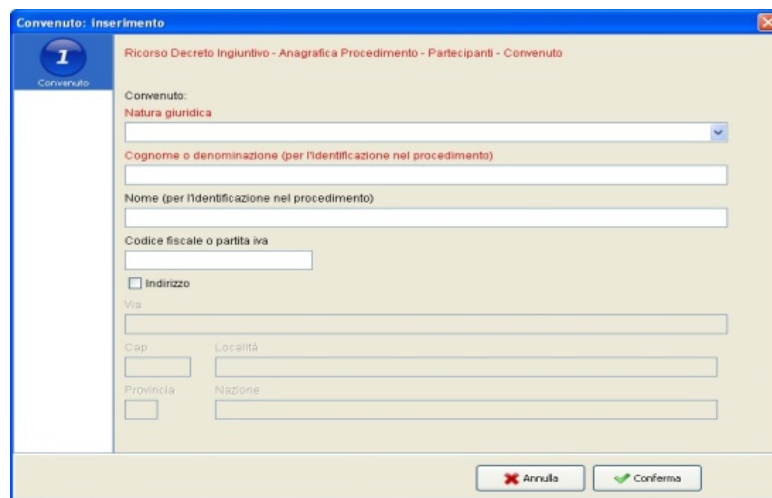 Convenuto: inserimento
1
Convenuto
Ricorso Decreto Ingiuntivo - Anagrafica Procedimento - Partecipanti - Convenuto
Convenuto:
Natura giuridica
Cognome o denominazione (per l'identificazione nel procedimento)
Nome (per l'identificazione nel procedimento)
Codice fiscale o partita iva
Indirizzo
Via
Cap Località
Provincia Nazione
Annulla Conferma